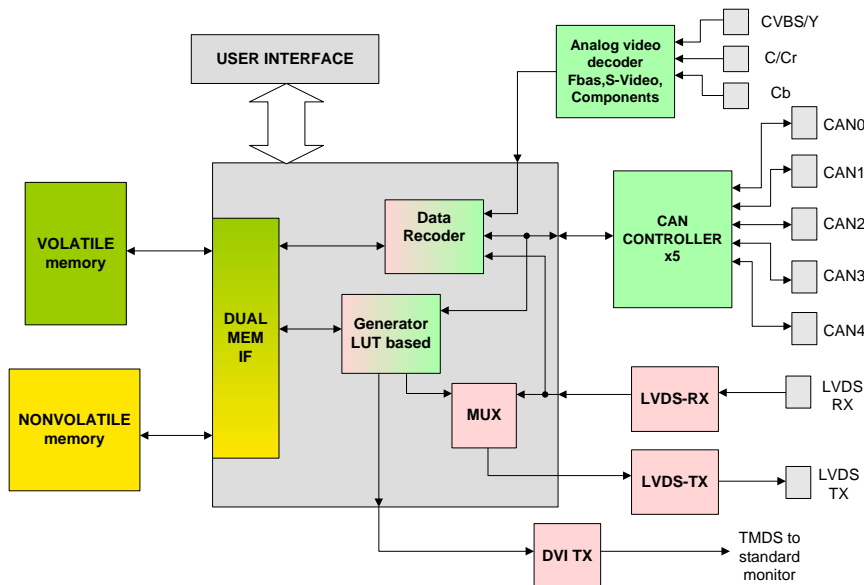 USER INTERFACE
Analog video
decoder
Fbas,S-Video,
Components
CVBS/Y
C/Cr
Cb
CAN0
CAN1
CAN2
CAN3
CAN4
CAN
CONTROLLER
x5
Data
Recoder
VOLATILE
memory
DUAL
MEM
IF
Generator
LUT based
NONVOLATILE
memory
MUX
LVDS-RX
LVDS
RX
LVDS-TX
LVDS
TX
DVI TX
TMDS to
standard
monitor